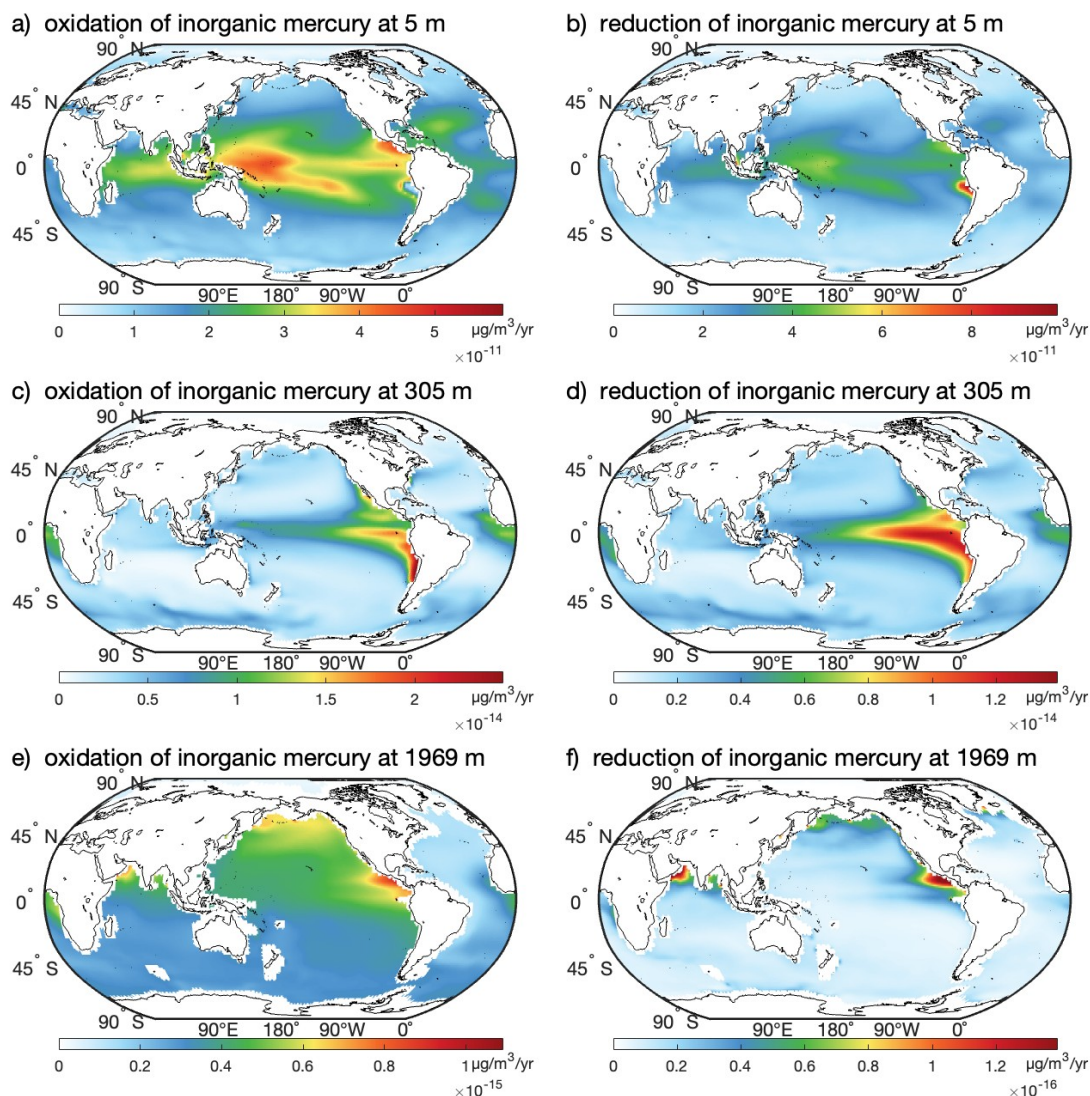 a) oxidation of inorganic mercury at 5 m
90° N
45°
N
0°
45°
S
90° S
90°E 180° 90°W 0°
0 1 2 3 4 5 μg/m³/yr
×10⁻¹¹
b) reduction of inorganic mercury at 5 m
90° N
45°
N
0°
45°
S
90° S
90°E 180° 90°W 0°
0 2 4 6 8 μg/m³/yr
×10⁻¹¹
c) oxidation of inorganic mercury at 305 m
90° N
45°
N
0°
45°
S
90° S
90°E 180° 90°W 0°
0 0.5 1 1.5 2 μg/m³/yr
×10⁻¹⁴
d) reduction of inorganic mercury at 305 m
90° N
45°
N
0°
45°
S
90° S
90°E 180° 90°W 0°
0 0.2 0.4 0.6 0.8 1 1.2 μg/m³/yr
×10⁻¹⁴
e) oxidation of inorganic mercury at 1969 m
90° N
45°
N
0°
45°
S
90° S
90°E 180° 90°W 0°
0 0.2 0.4 0.6 0.8 1 μg/m³/yr
×10⁻¹⁵
f) reduction of inorganic mercury at 1969 m
90° N
45°
N
0°
45°
S
90° S
90°E 180° 90°W 0°
0 0.2 0.4 0.6 0.8 1 1.2 μg/m³/yr
×10⁻¹⁶